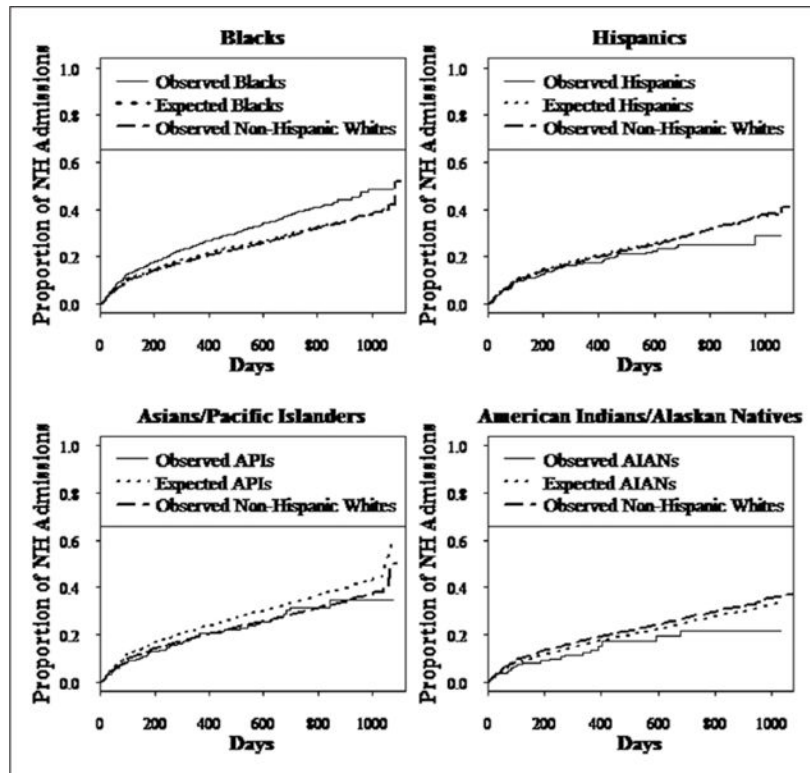 Blacks
Proportion of NH Admissions
1.0
0.8
0.6
0.4
0.2
0.0
Observed Blacks
Expected Blacks
Observed Non-Hispanic Whites
0 200 400 600 800 1000
Days
Hispanics
Proportion of NH Admissions
1.0
0.8
0.6
0.4
0.2
0.0
Observed Hispanics
Expected Hispanics
Observed Non-Hispanic Whites
0 200 400 600 800 1000
Days
Asians/Pacific Islanders
Proportion of NH Admissions
1.0
0.8
0.6
0.4
0.2
0.0
Observed APIs
Expected APIs
Observed Non-Hispanic Whites
0 200 400 600 800 1000
Days
American Indians/Alaskan Natives
Proportion of NH Admissions
1.0
0.8
0.6
0.4
0.2
0.0
Observed AIANs
Expected AIANs
Observed Non-Hispanic Whites
0 200 400 600 800 1000
Days